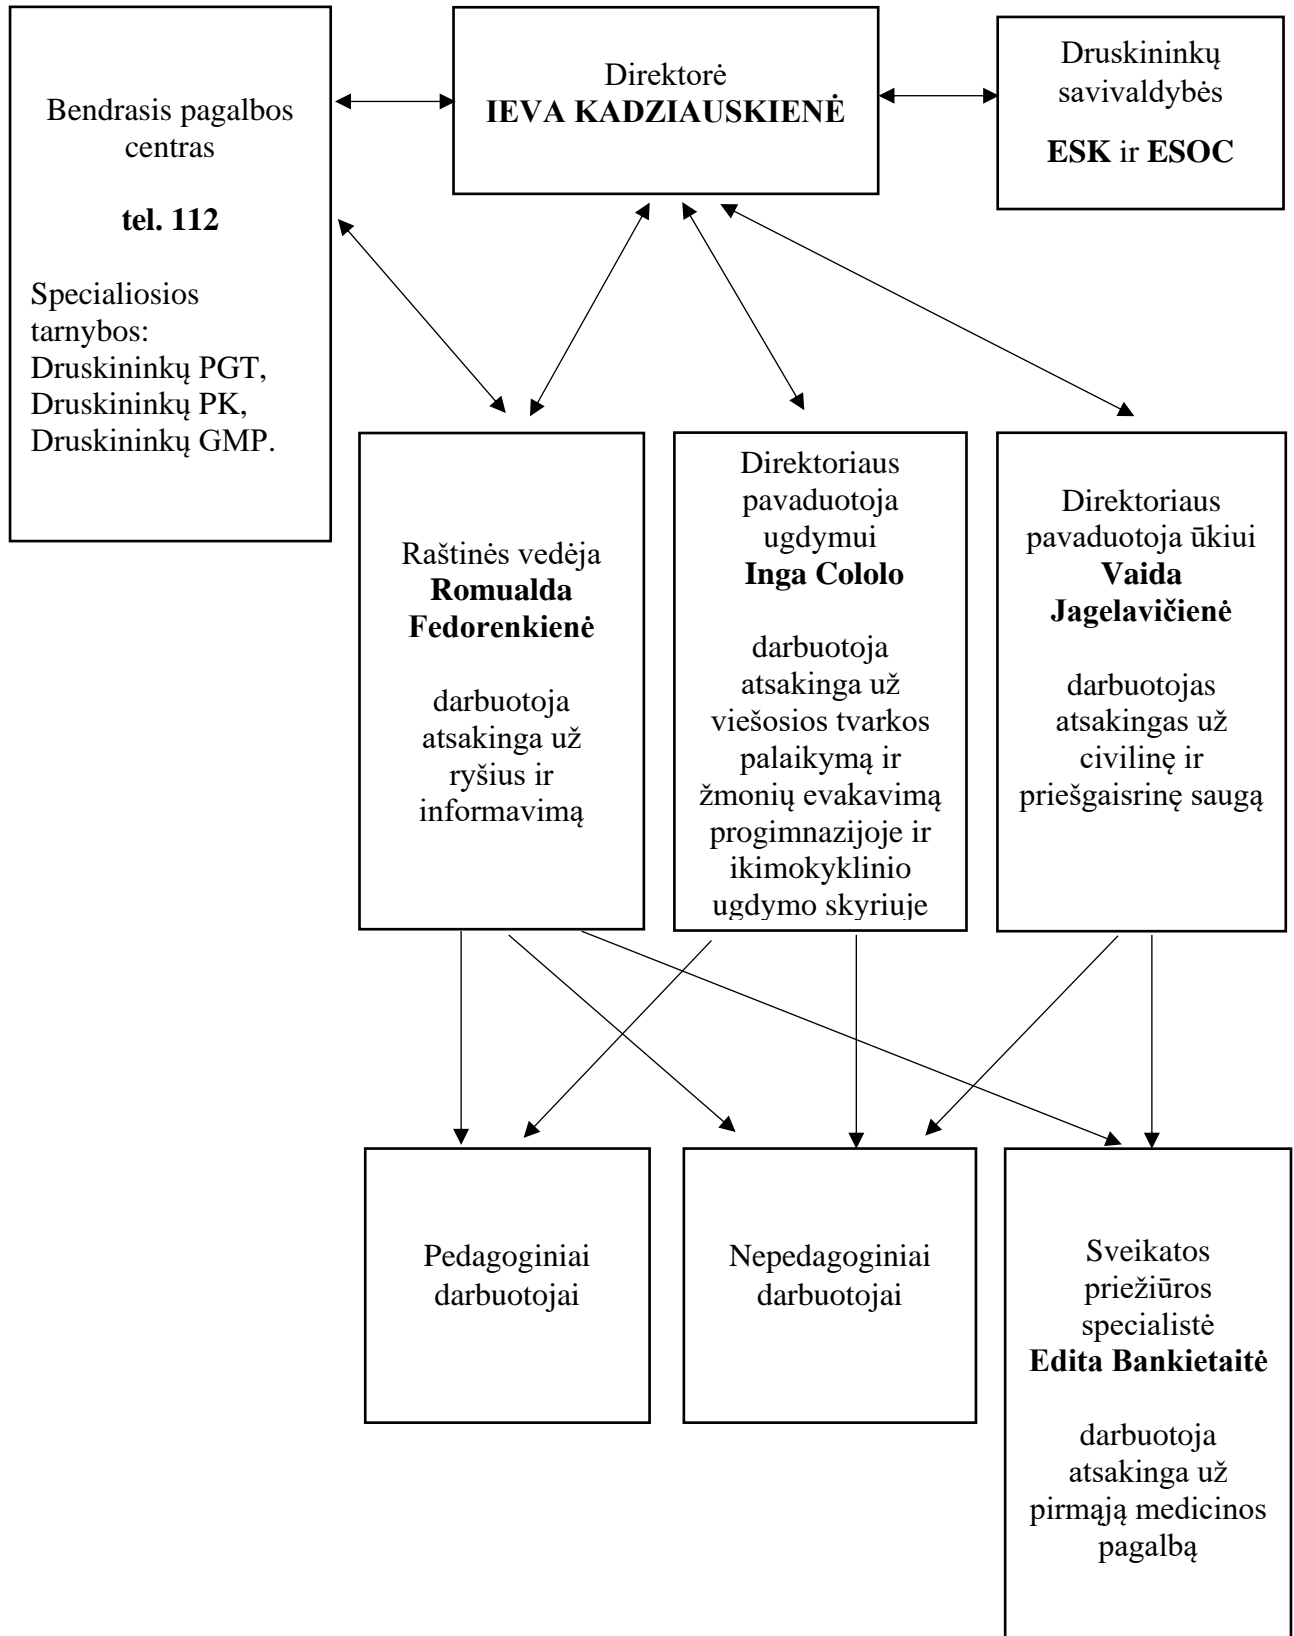 Bendrasis pagalbos
centras
tel. 112
Specialiosios
tarnybos:
Druskininkų PGT,
Druskininkų PK,
Druskininkų GMP.
Direktorė
IEVA KADZIAUSKIENĖ
Druskininkų
savivaldybės
ESK ir ESOC
Raštinės vedėja
Romualda
Fedorenkienė
darbuotoja
atsakinga už
ryšius ir
informavimą
Direktoriaus
pavaduotoja
ugdymui
Inga Cololo
darbuotoja
atsakinga už
viešosios tvarkos
palaikymą ir
žmonių evakavimą
progimnazijoje ir
ikimokyklinio
ugdymo skyriuje
Direktoriaus
pavaduotoja ūkiui
Vaida
Jagelavičienė
darbuotojas
atsakingas už
civilinę ir
priešgaisrinę saugą
Pedagoginiai
darbuotojai
Nepedagoginiai
darbuotojai
Sveikatos
priežiūros
specialistė
Edita Bankietaitė
darbuotoja
atsakinga už
pirmąją medicinos
pagalbą